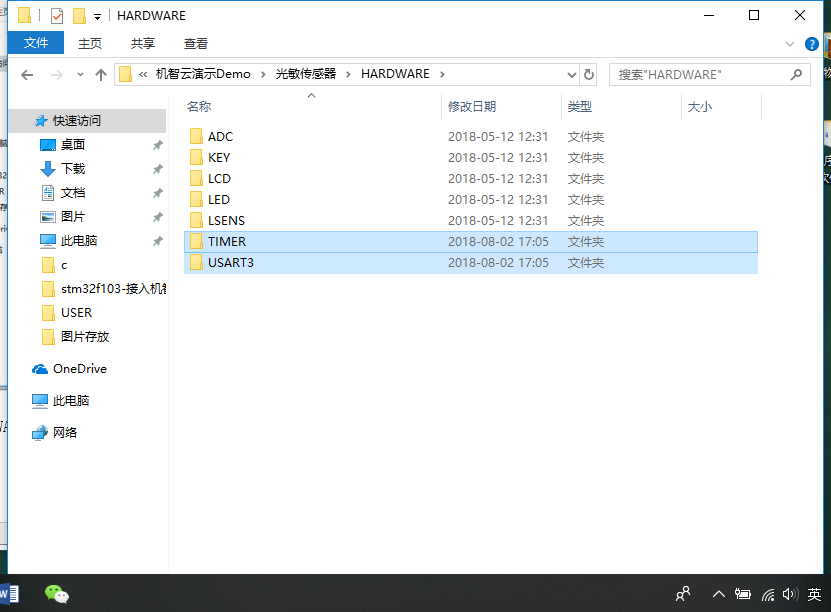 HARDWARE
文件 主页 共享 查看
« 机智云演示Demo › 光敏传感器 › HARDWARE ›
搜索"HARDWARE"
名称 修改日期 类型 大小
快速访问
桌面
下载
文档
图片
此电脑
c
stm32f103-接入机智
USER
图片存放
OneDrive
此电脑
网络
ADC 2018-05-12 12:31 文件夹
KEY 2018-05-12 12:31 文件夹
LCD 2018-05-12 12:31 文件夹
LED 2018-05-12 12:31 文件夹
LSENS 2018-05-12 12:31 文件夹
TIMER 2018-08-02 17:05 文件夹
USART3 2018-08-02 17:05 文件夹
英